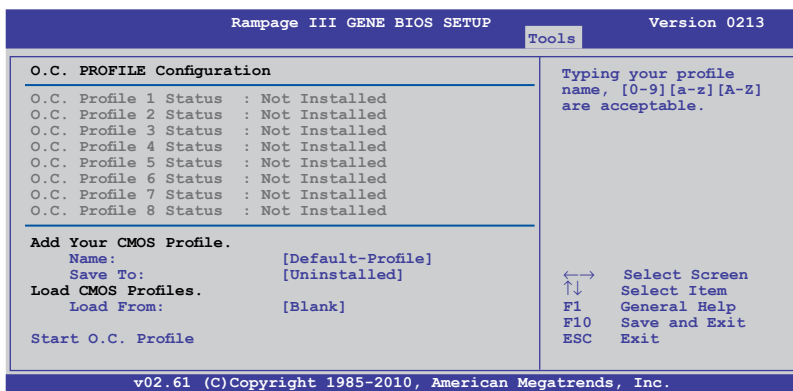 Rampage III GENE BIOS SETUP Version 0213
Tools
O.C. PROFILE Configuration
O.C. Profile 1 Status : Not Installed
O.C. Profile 2 Status : Not Installed
O.C. Profile 3 Status : Not Installed
O.C. Profile 4 Status : Not Installed
O.C. Profile 5 Status : Not Installed
O.C. Profile 6 Status : Not Installed
O.C. Profile 7 Status : Not Installed
O.C. Profile 8 Status : Not Installed
Add Your CMOS Profile.
Name: [Default-Profile]
Save To: [Uninstalled]
Load CMOS Profiles.
Load From: [Blank]
Start O.C. Profile
Typing your profile
name, [0-9][a-z][A-Z]
are acceptable.
←→ Select Screen
↑↓ Select Item
F1 General Help
F10 Save and Exit
ESC Exit
v02.61 (C)Copyright 1985-2010, American Megatrends, Inc.